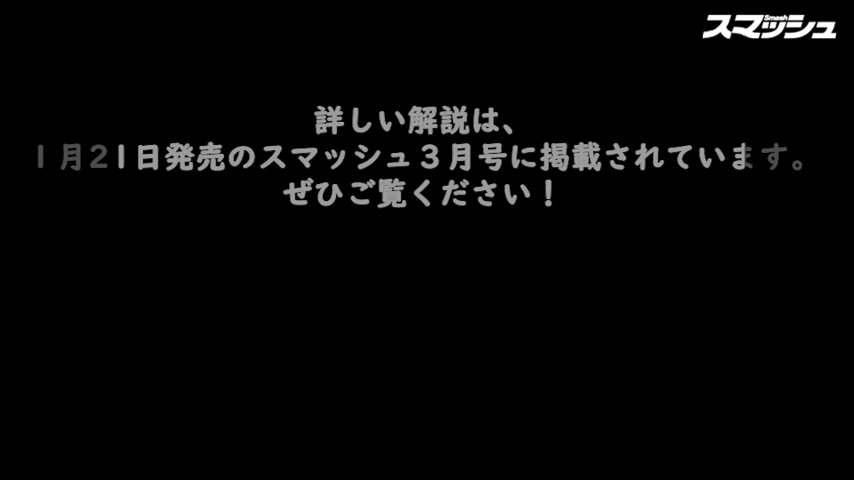 Smash
スマッシュ
詳しい解説は、
1月21日発売のスマッシュ３月号に掲載されています。
ぜひご覧ください！